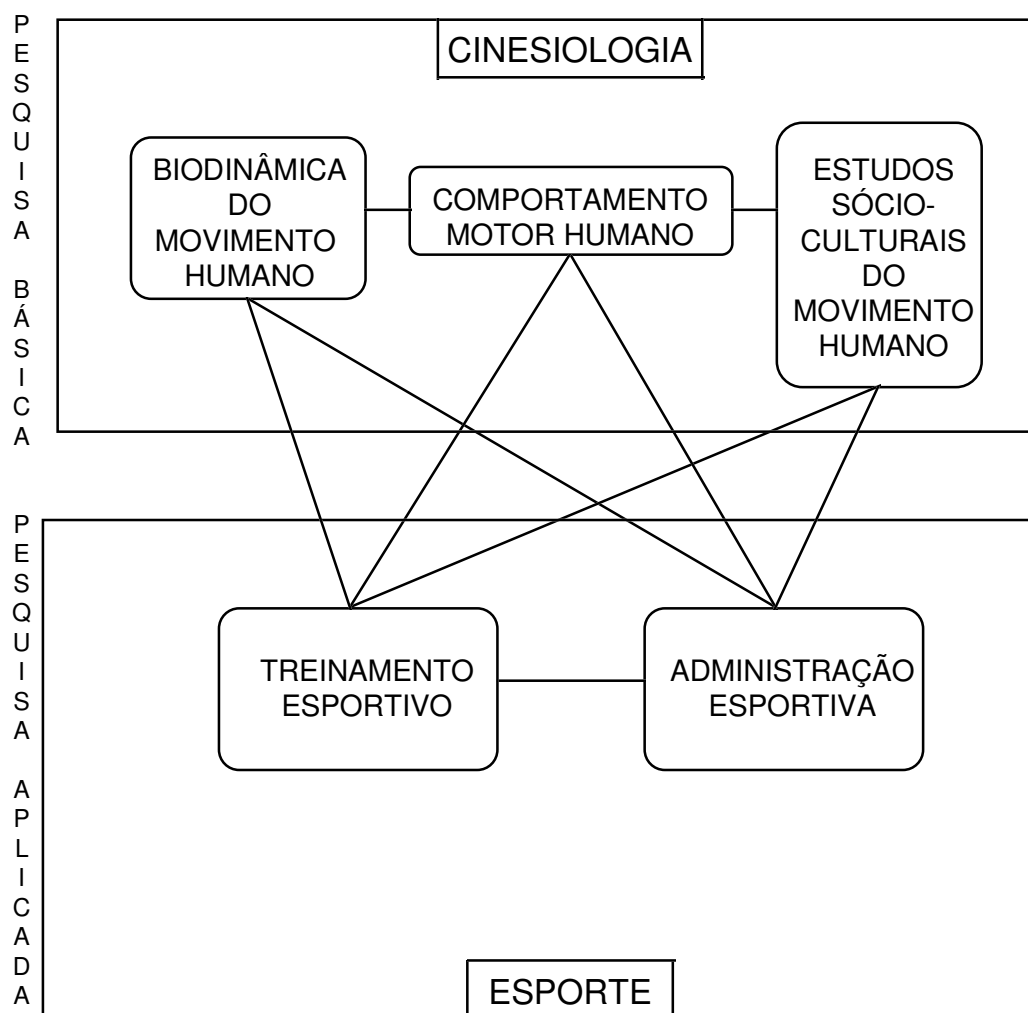 PESQUISA BÁSICA
CINESIOLOGIA
BIODINÂMICA
DO
MOVIMENTO
HUMANO
COMPORTAMENTO
MOTOR HUMANO
ESTUDOS
SÓCIO-
CULTURAIS
DO
MOVIMENTO
HUMANO
PESQUISA APLICADA
TREINAMENTO
ESPORTIVO
ADMINISTRAÇÃO
ESPORTIVA
ESPORTE